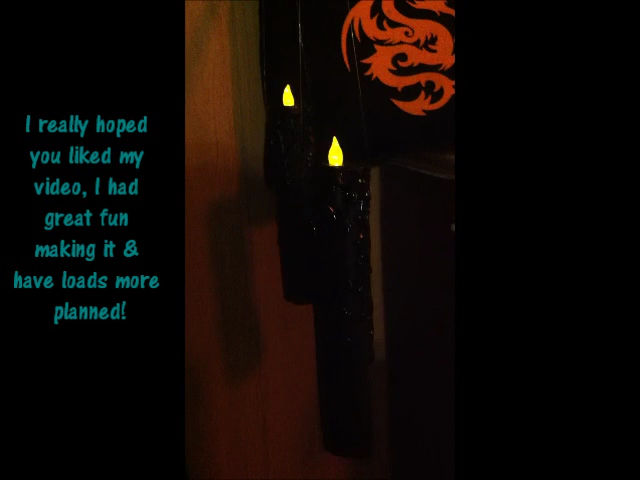 I really hoped
you liked my
video, I had
great fun
making it &
have loads more
planned!